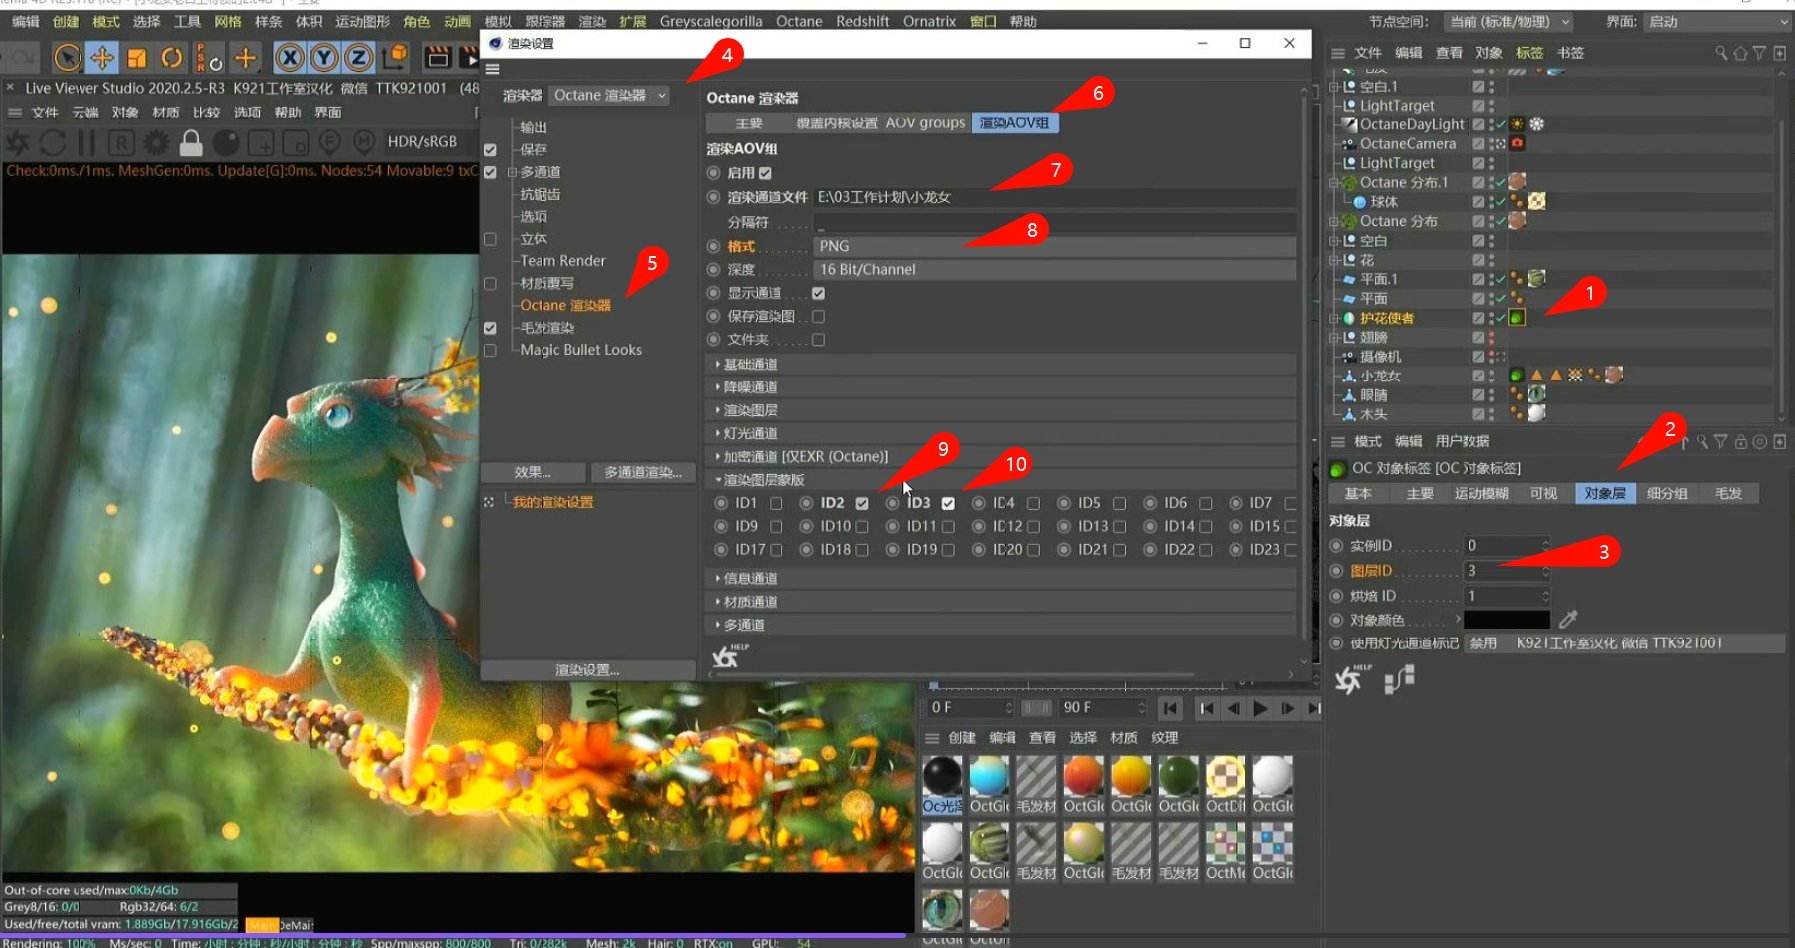 编辑 创建 模式 选择 工具 网格 样条 体积 运动图形 角色 动画 模拟 跟踪器 渲染 扩展 Greyscalegorilla Octane Redshift Ornatrix 窗口 帮助
节点空间: 当前 (标准/物理) 界面: 启动
X Y Z
PSR
× Live Viewer Studio 2020.2.5-R3 K921工作室汉化 微信 TTK921001 (48
文件 云端 对象 材质 比较 选项 帮助 界面
HDR/sRGB
Check:0ms./1ms. MeshGen:0ms. Update[G]:0ms. Nodes:54 Movable:9 txC
渲染设置
渲染器 Octane 渲染器
输出
保存
多通道
抗锯齿
选项
立体
Team Render
材质覆写
Octane 渲染器
毛发渲染
Magic Bullet Looks
效果... 多通道渲染...
我的渲染设置
渲染设置...
Octane 渲染器
主要 覆盖内核设置 AOV groups 渲染AOV组
渲染AOV组
启用
渲染通道文件 E:\03工作计划\小龙女
分隔符 _
格式 PNG
深度 16 Bit/Channel
显示通道
保存渲染图
文件夹
基础通道
降噪通道
渲染图层
灯光通道
加密通道 [仅EXR (Octane)]
渲染图层蒙版
ID1 ID2 ID3 ID4 ID5 ID6 ID7
ID9 ID10 ID11 ID12 ID13 ID14 ID15
ID17 ID18 ID19 ID20 ID21 ID22 ID23
信息通道
材质通道
多通道
HELP
4
6
7
8
5
9
10
1
2
3
文件 编辑 查看 对象 标签 书签
空白.1
LightTarget
OctaneDayLight
OctaneCamera
LightTarget
Octane 分布.1
球体
Octane 分布
空白
花
平面.1
平面
护花使者
翅膀
摄像机
小龙女
眼睛
木头
模式 编辑 用户数据
OC 对象标签 [OC 对象标签]
基本 主要 运动模糊 可视 对象层 细分组 毛发
对象层
实例ID 0
图层ID 3
烘焙 ID 1
对象颜色
使用灯光通道标记 禁用 K921工作室汉化 微信 TTK921001
HELP
0 F 90 F
创建 编辑 查看 选择 材质 纹理
Oc光泽 OctGlo 毛发材 OctGlo OctGlo OctGlo OctDif OctGlo
OctGlo OctGlo 毛发材 OctGlo 毛发材 毛发材 OctMe OctGlo
OctGlo OctGlo
Out-of-core used/max:0Kb/4Gb
Grey8/16: 0/0 Rgb32/64: 6/2
Used/free/total vram: 1.889Gb/17.916Gb/2
Main DeMai
Rendering: 100% Ms/sec: 0 Time: 小时 : 分钟 : 秒/小时 : 分钟 : 秒 Spp/maxspp: 800/800 Tri: 0/282k Mesh: 2k Hair: 0 RTX:on GPU: 54